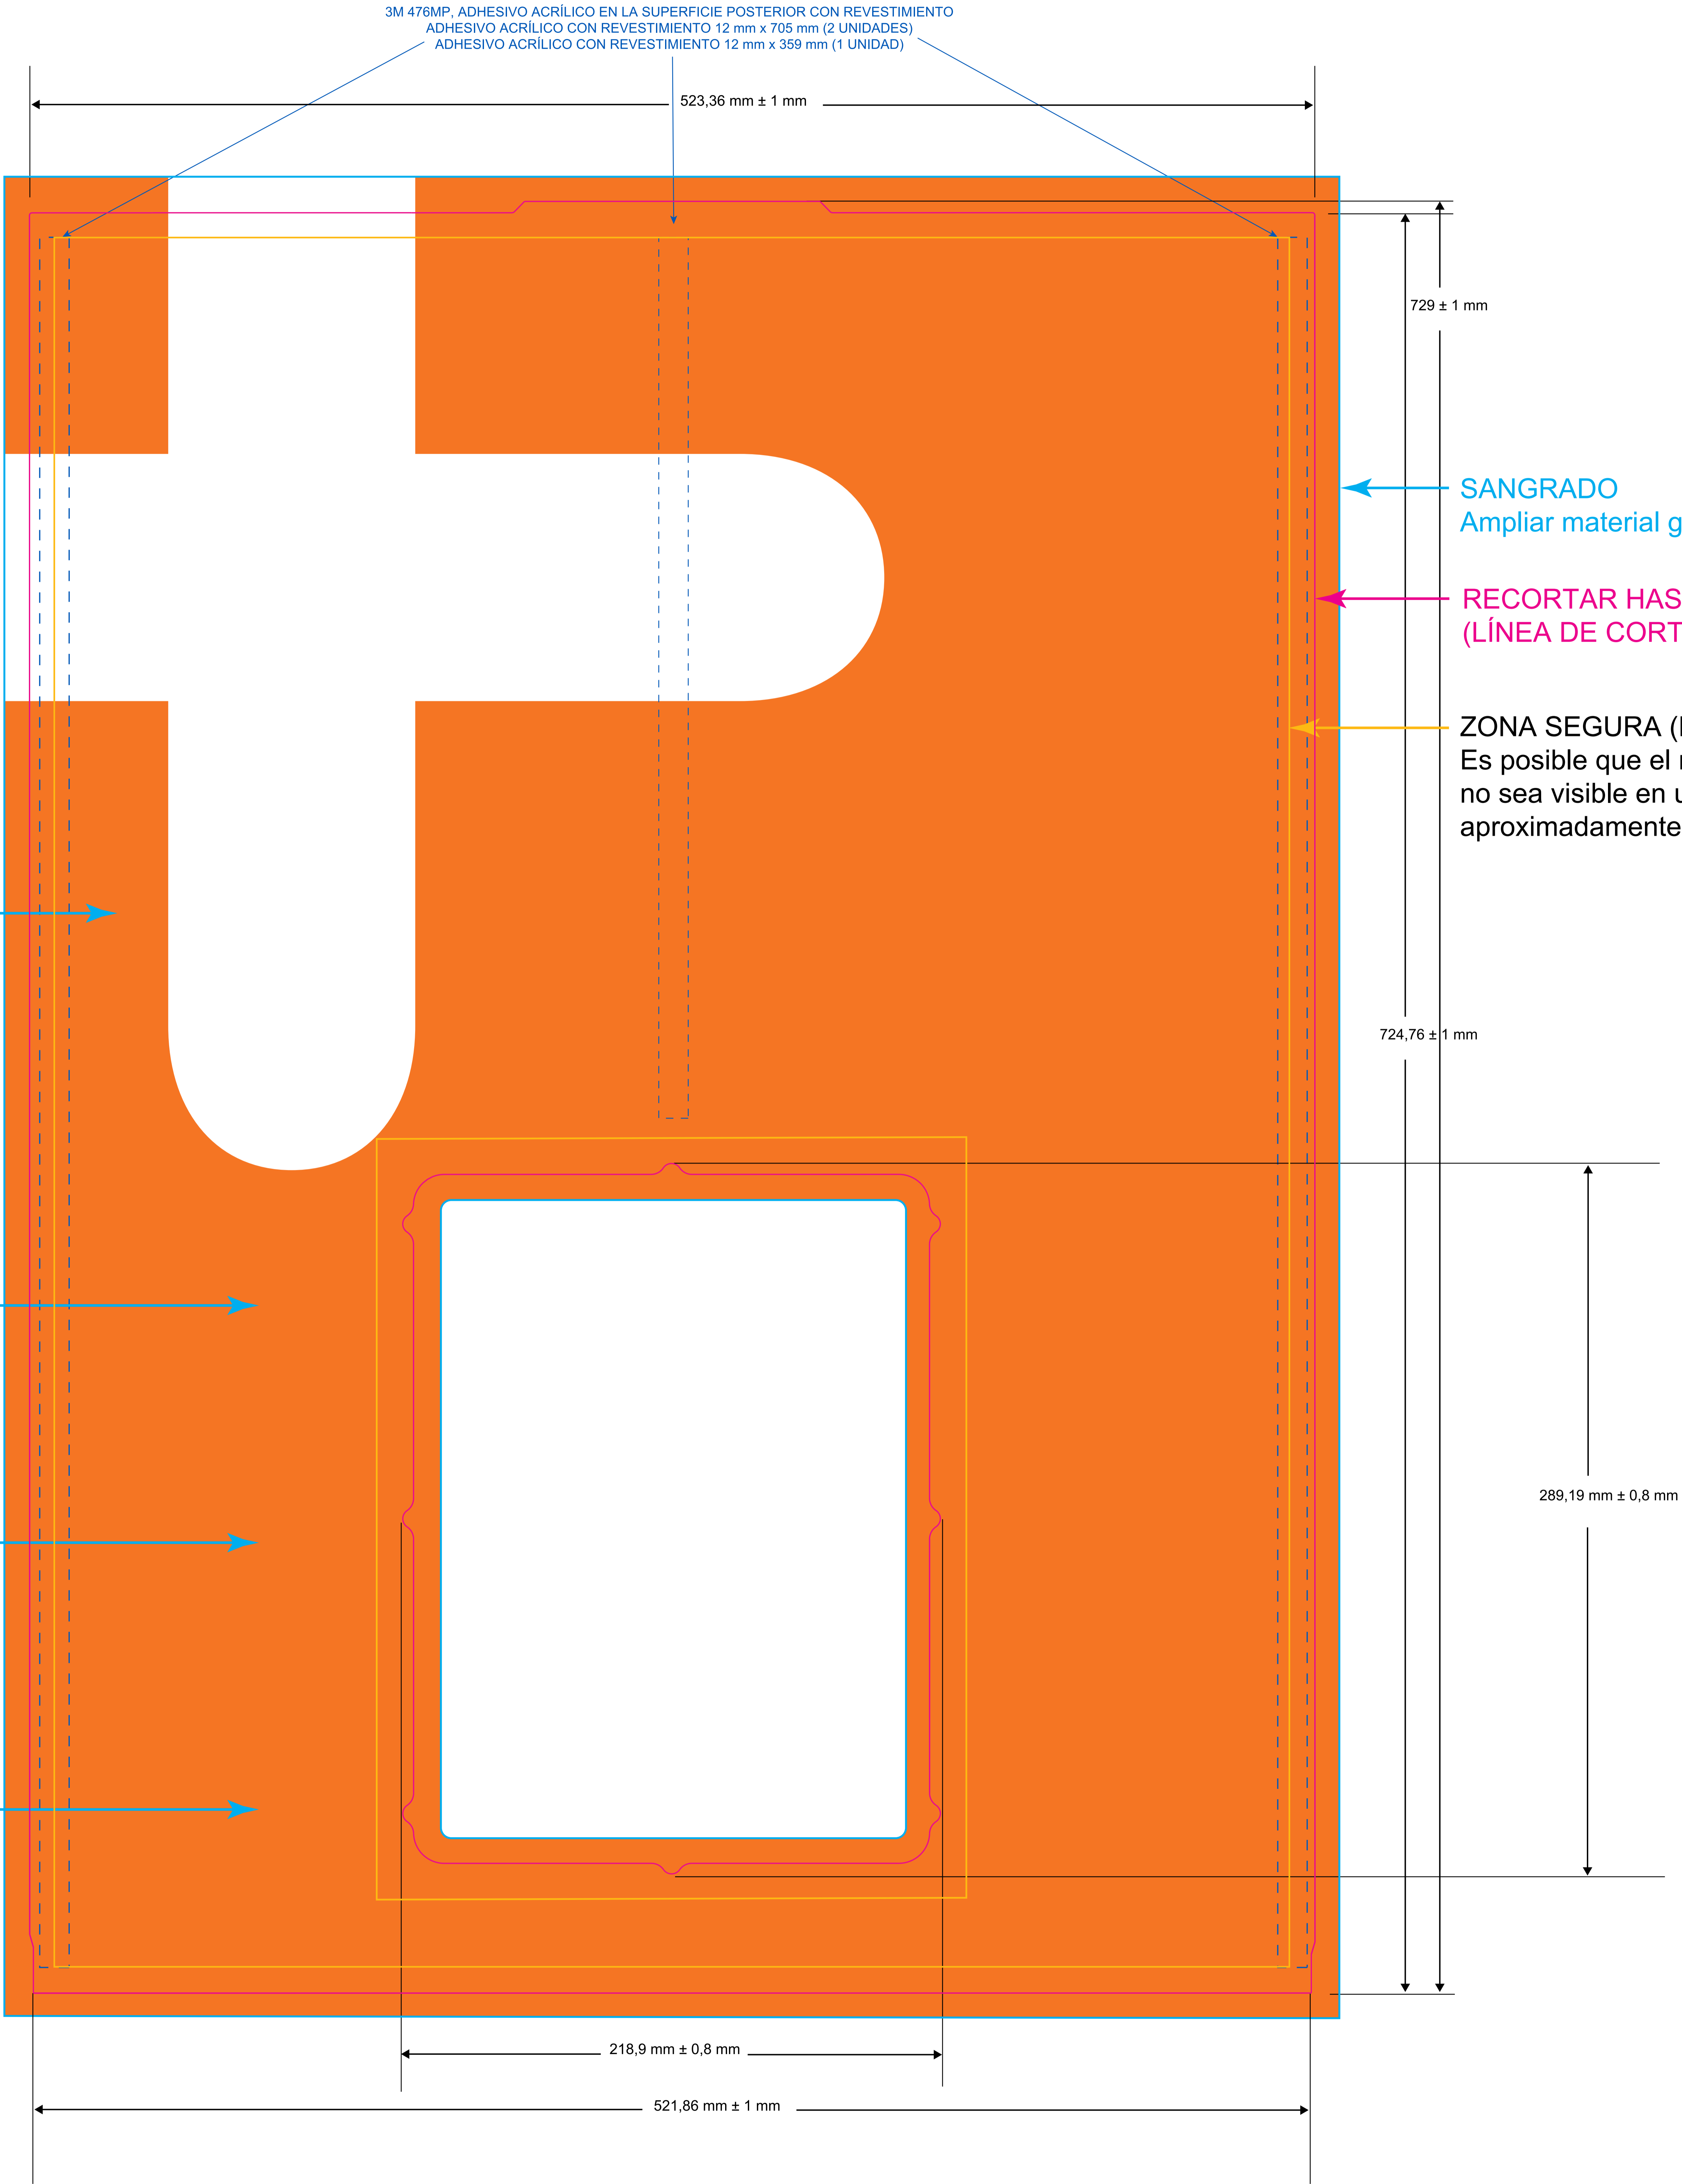 3M 476MP, ADHESIVO ACRÍLICO EN LA SUPERFICIE POSTERIOR CON REVESTIMIENTO
ADHESIVO ACRÍLICO CON REVESTIMIENTO 12 mm x 705 mm (2 UNIDADES)
ADHESIVO ACRÍLICO CON REVESTIMIENTO 12 mm x 359 mm (1 UNIDAD)
523,36 mm ± 1 mm
729 ± 1 mm
SANGRADO
Ampliar material
RECORTAR
(LÍNEA DE
ZONA SEGURA
Es posible que el
no sea visible en
aproximadamente
724,76 ± 1 mm
289,19 mm ± 0,8 mm
218,9 mm ± 0,8 mm
521,86 mm ± 1 mm